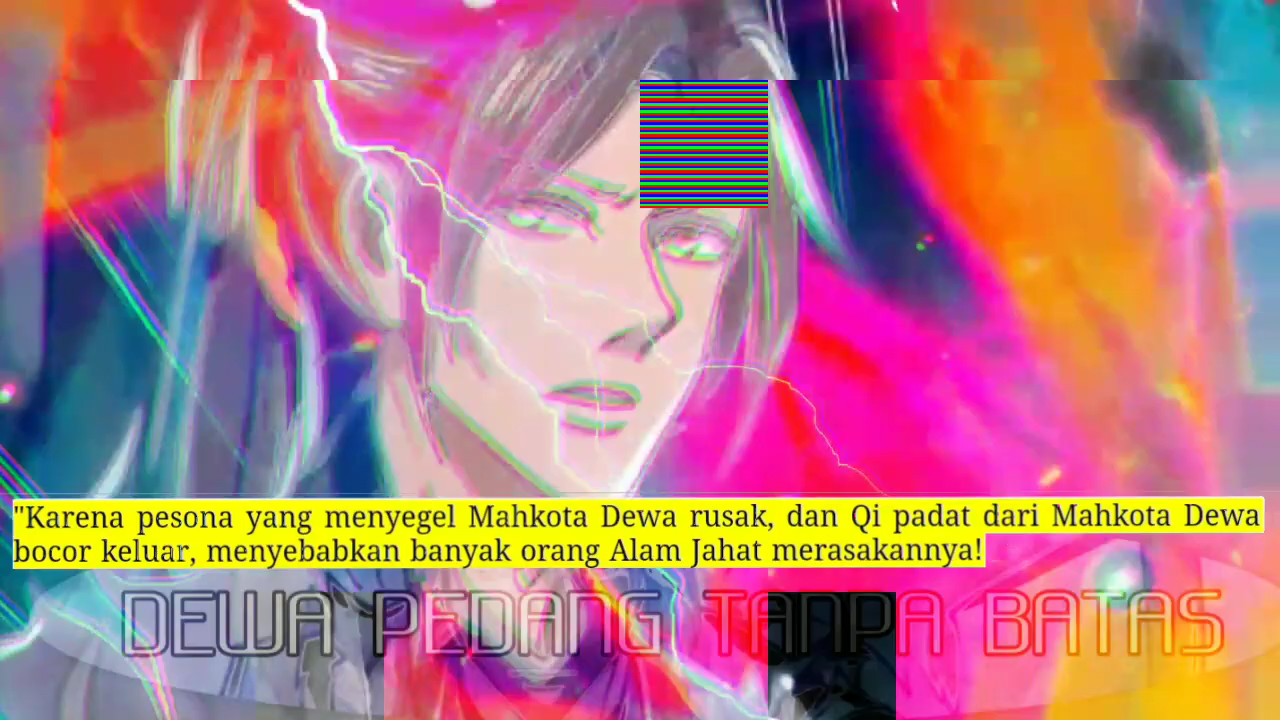 "Karena pesona yang menyegel Mahkota Dewa rusak, dan Qi padat dari Mahkota Dewa
bocor keluar, menyebabkan banyak orang Alam Jahat merasakannya!
DEWA PEDANG TANPA BATAS